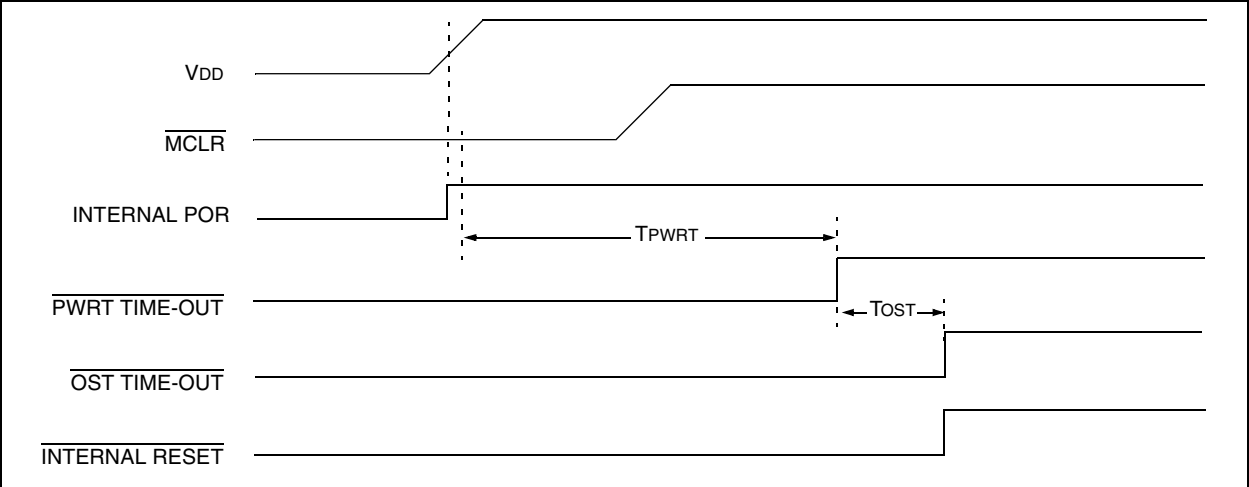 VDD
MCLR
INTERNAL POR
TPWRT
PWRT TIME-OUT
TOST
OST TIME-OUT
INTERNAL RESET